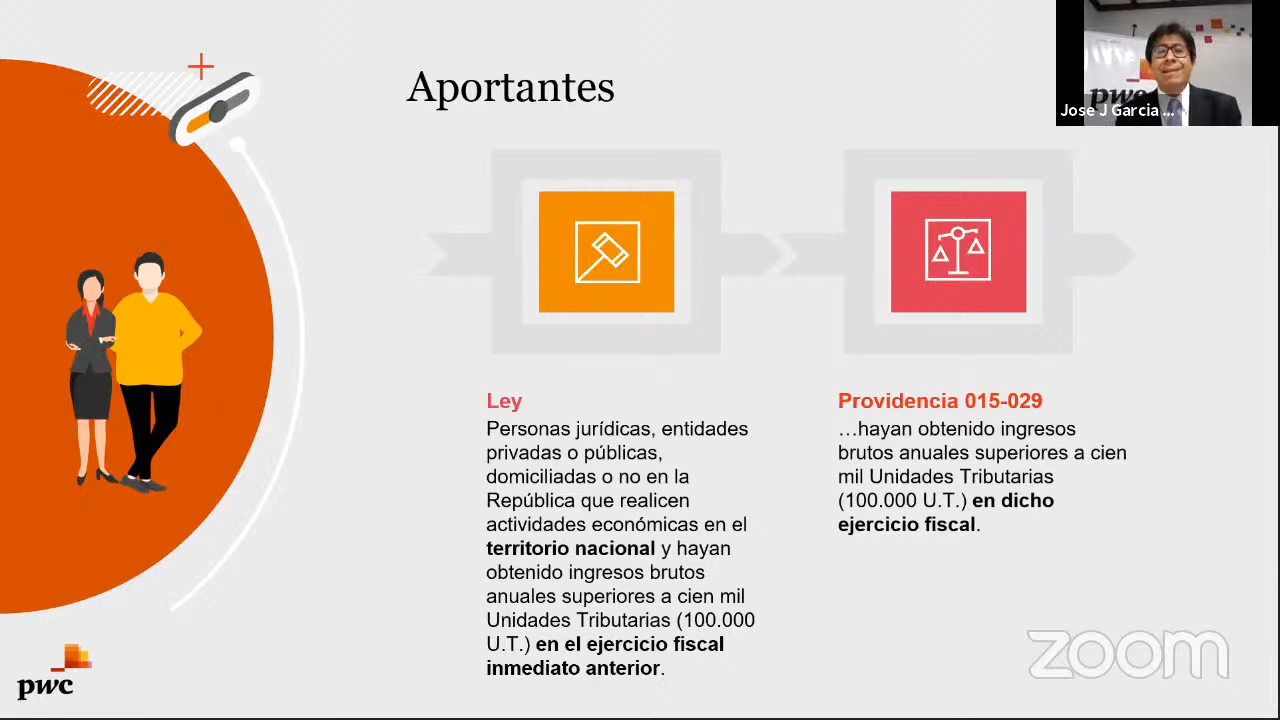 Aportantes
pwc
Jose J Garcia ...
Ley
Personas jurídicas, entidades
privadas o públicas,
domiciliadas o no en la
República que realicen
actividades económicas en el
territorio nacional y hayan
obtenido ingresos brutos
anuales superiores a cien mil
Unidades Tributarias (100.000
U.T.) en el ejercicio fiscal
inmediato anterior.
Providencia 015-029
…hayan obtenido ingresos
brutos anuales superiores a cien
mil Unidades Tributarias
(100.000 U.T.) en dicho
ejercicio fiscal.
pwc
zoom